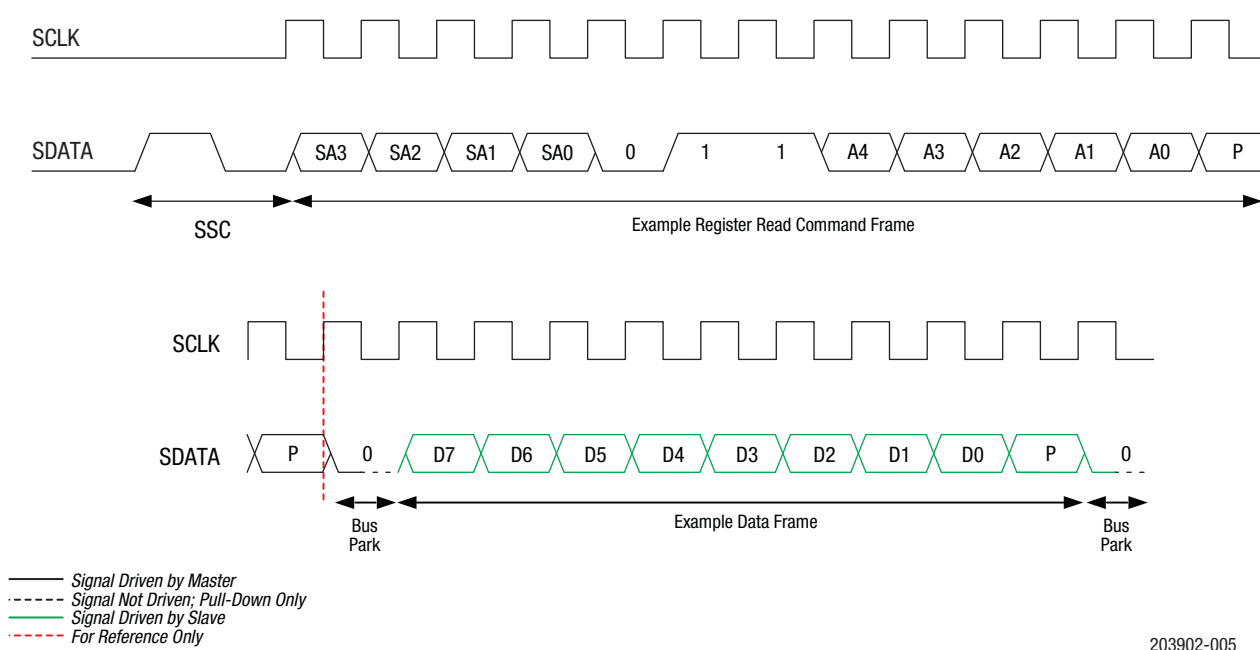 SCLK
SDATA SA3 SA2 SA1 SA0 0 1 1 A4 A3 A2 A1 A0 P
SSC
Example Register Read Command Frame
SCLK
SDATA P 0 D7 D6 D5 D4 D3 D2 D1 D0 P 0
Bus
Park
Example Data Frame
Bus
Park
Signal Driven by Master
Signal Not Driven; Pull-Down Only
Signal Driven by Slave
For Reference Only
203902-005